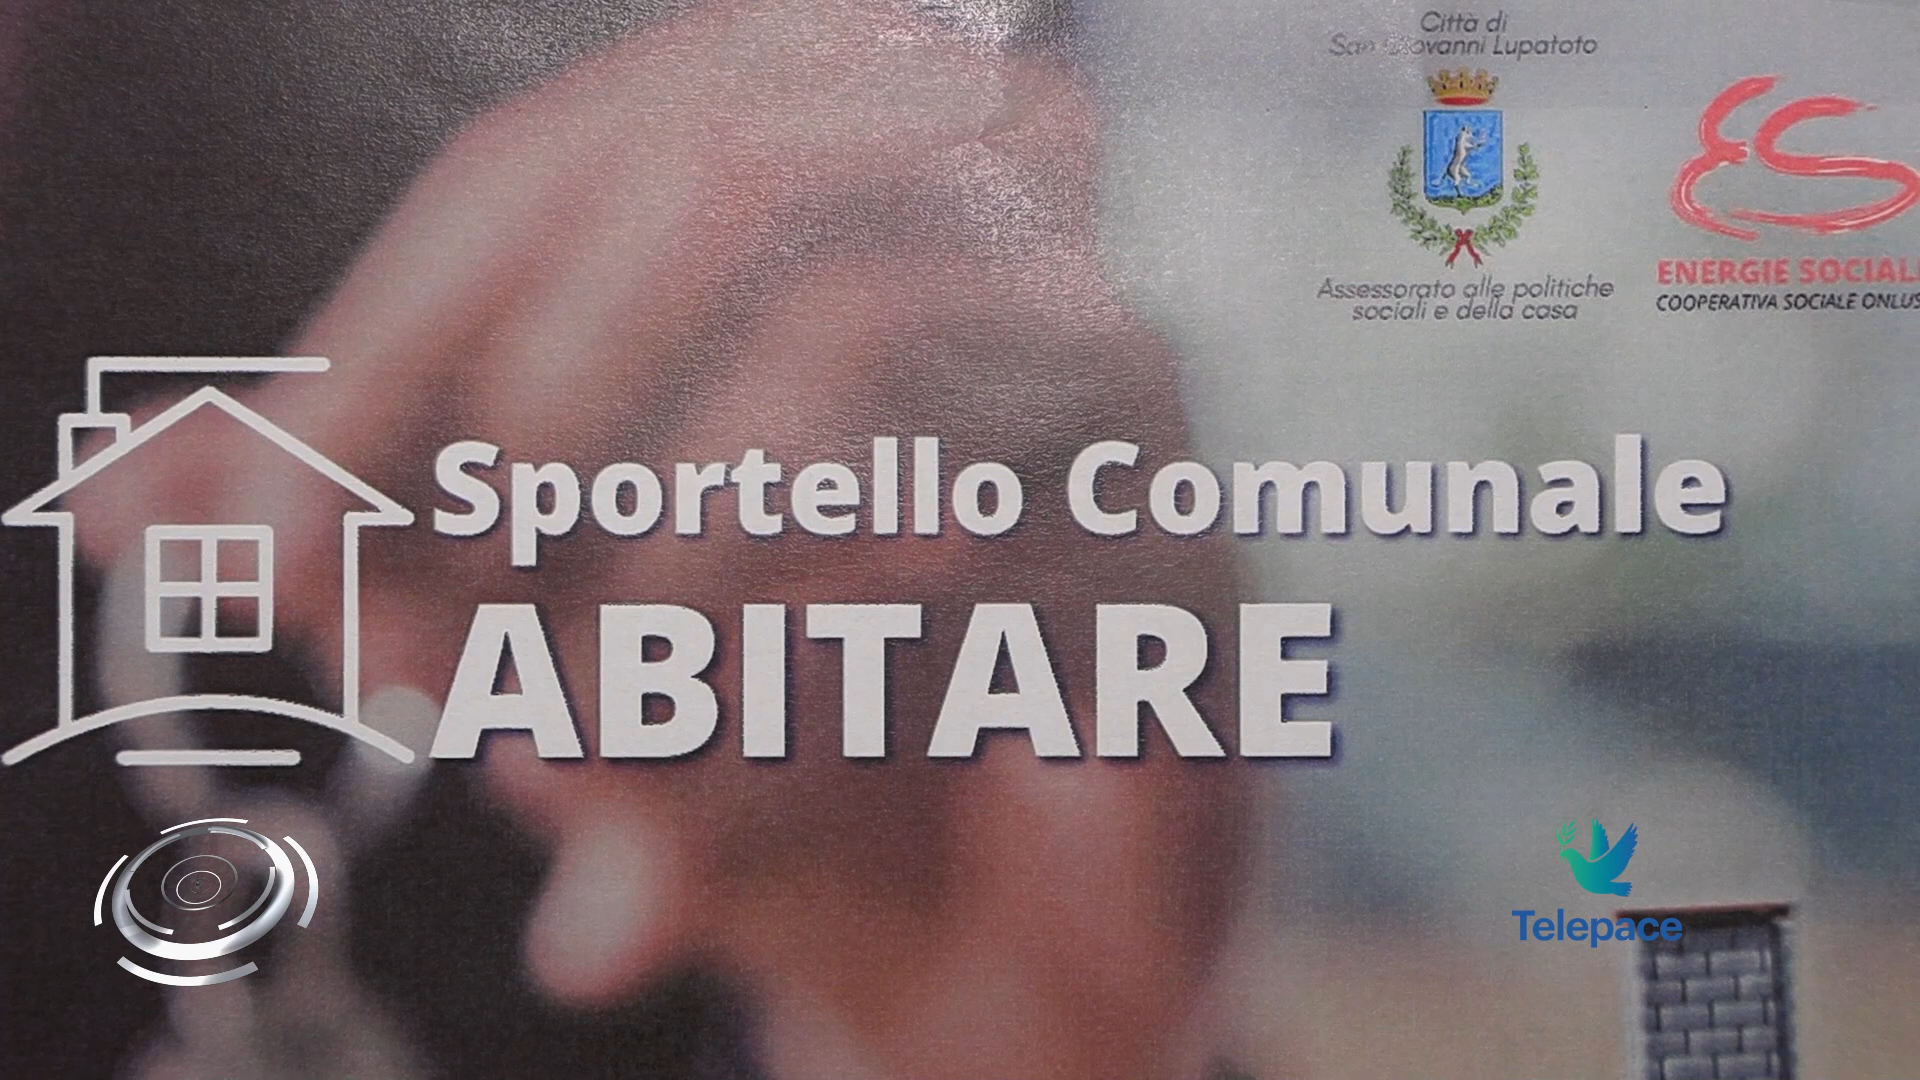 Città di
San Giovanni Lupatoto
Assessorato alle politiche
sociali e della casa
ENERGIE SOCIALI
COOPERATIVA SOCIALE ONLUS
Sportello Comunale
ABITARE
Telepace